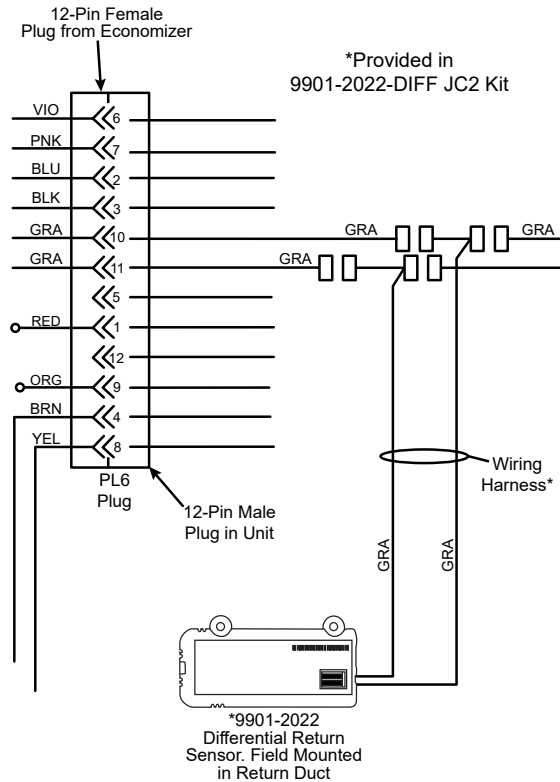 12-Pin Female
Plug from Economizer
*Provided in
9901-2022-DIFF JC2 Kit
VIO
6
PNK
7
BLU
2
BLK
3
GRA
10
GRA
GRA
GRA
11
GRA
5
RED
1
12
ORG
9
BRN
4
YEL
8
PL6
Plug
12-Pin Male
Plug in Unit
Wiring
Harness*
GRA
GRA
*9901-2022
Differential Return
Sensor. Field Mounted
in Return Duct